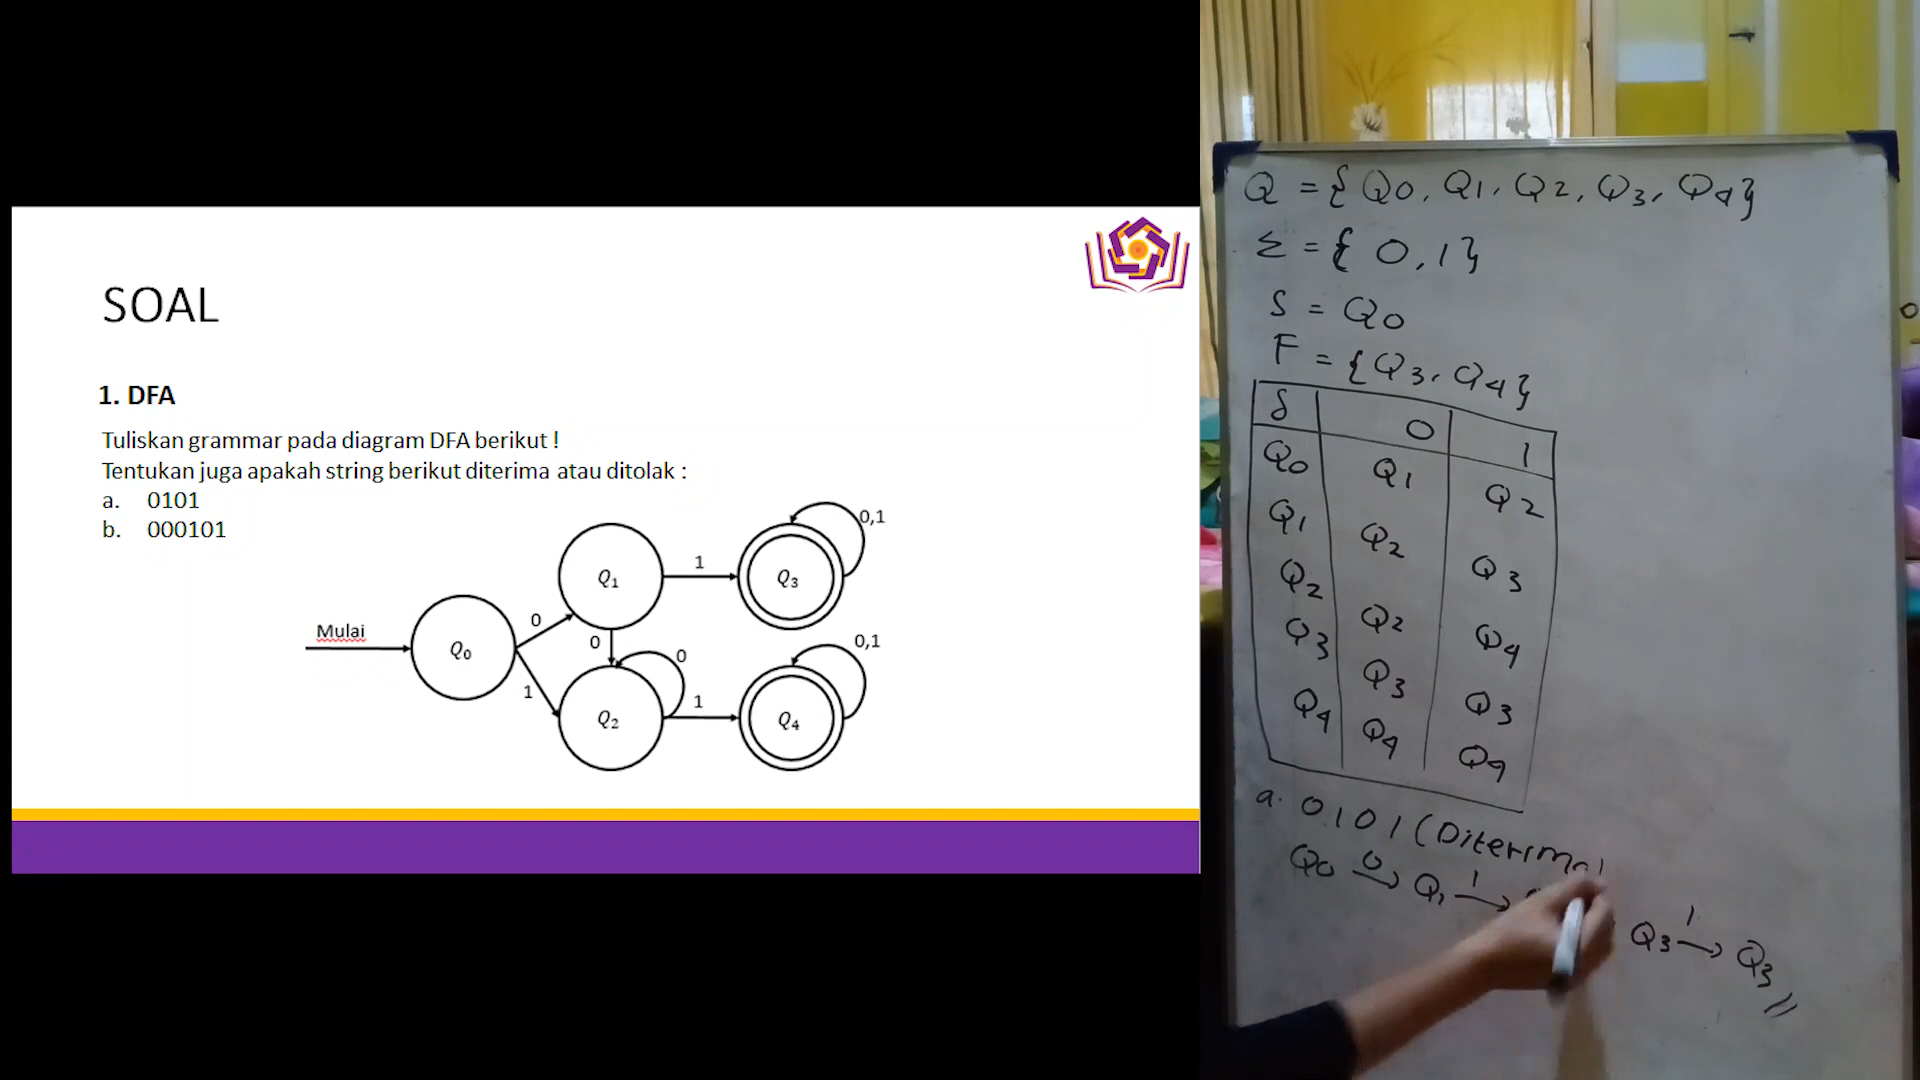 SOAL
1. DFA
Tuliskan grammar pada diagram DFA berikut !
Tentukan juga apakah string berikut diterima atau ditolak :
a. 0101
b. 000101
Mulai
Q0
0
1
Q1
0
1
Q3
0,1
Q2
0
1
Q4
0,1
Q = {Q0, Q1, Q2, Q3, Q4}
Σ = {0,1}
S = Q0
F = {Q3, Q4}
δ 0 1
Q0 Q1 Q2
Q1 Q2 Q3
Q2 Q2 Q4
Q3 Q3 Q3
Q4 Q4 Q4
a. 0101 (Diterima)
Q0 0→ Q1 1→ Q3 1→ Q3 //